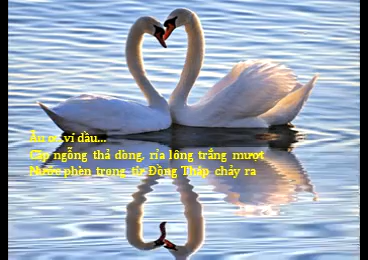 Ầu ơ ví dầu...
Cặp ngỗng thả dòng, rỉa lông trắng mượt
Nước phèn trong từ Đồng Tháp chảy ra